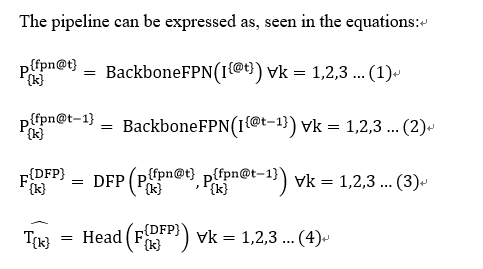 The pipeline can be expressed as, seen in the equations:↵
P_{k}^{fpn@t} = BackboneFPN(I^{@t}) ∀k = 1,2,3 … (1)↵
P_{k}^{fpn@t−1} = BackboneFPN(I^{@t−1}) ∀k = 1,2,3 … (2)↵
F_{k}^{DFP} = DFP(P_{k}^{fpn@t}, P_{k}^{fpn@t−1}) ∀k = 1,2,3 … (3)↵
T̂_{k} = Head(F_{k}^{DFP}) ∀k = 1,2,3 … (4)↵